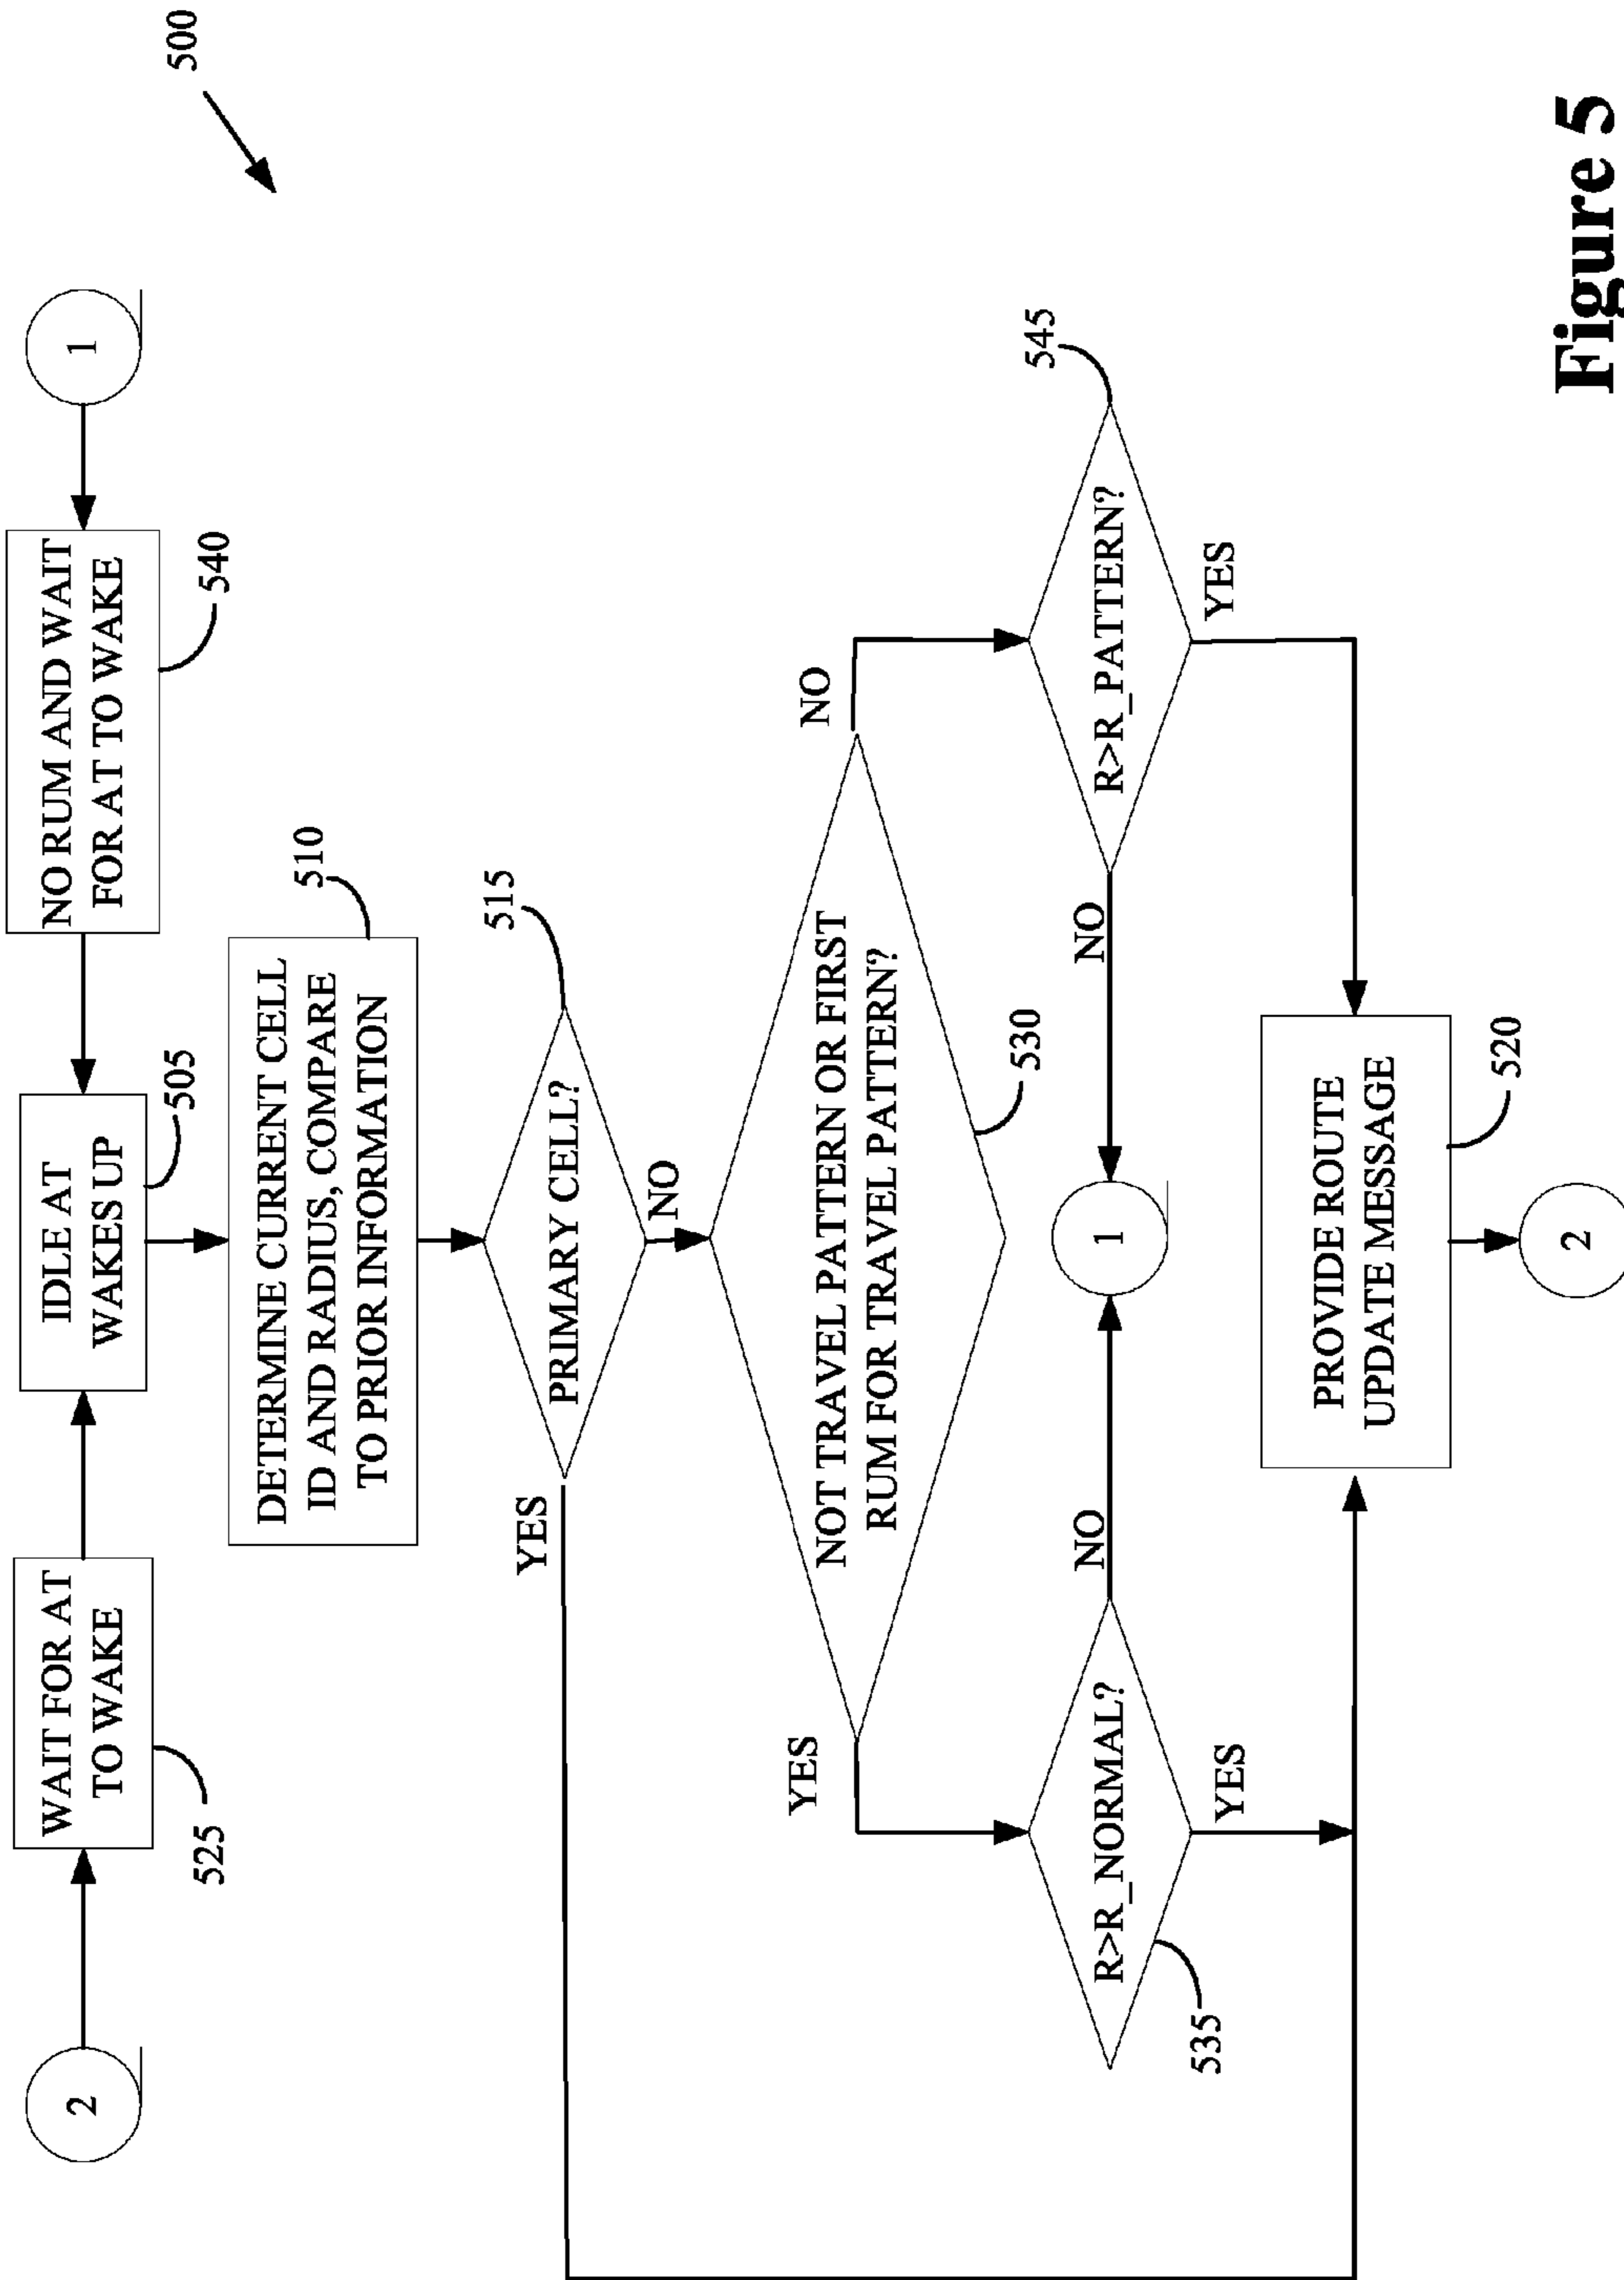 500
2
WAIT FOR AT
TO WAKE
525
IDLE AT
WAKES UP
505
NO RUM AND WAIT
FOR AT TO WAKE
540
1
DETERMINE CURRENT CELL
ID AND RADIUS, COMPARE
TO PRIOR INFORMATION
510
PRIMARY CELL?
515
YES
NO
NOT TRAVEL PATTERN OR FIRST
RUM FOR TRAVEL PATTERN?
530
YES
NO
R>R_NORMAL?
535
NO
YES
1
NO
R>R_PATTERN?
545
YES
PROVIDE ROUTE
UPDATE MESSAGE
520
2
Figure 5